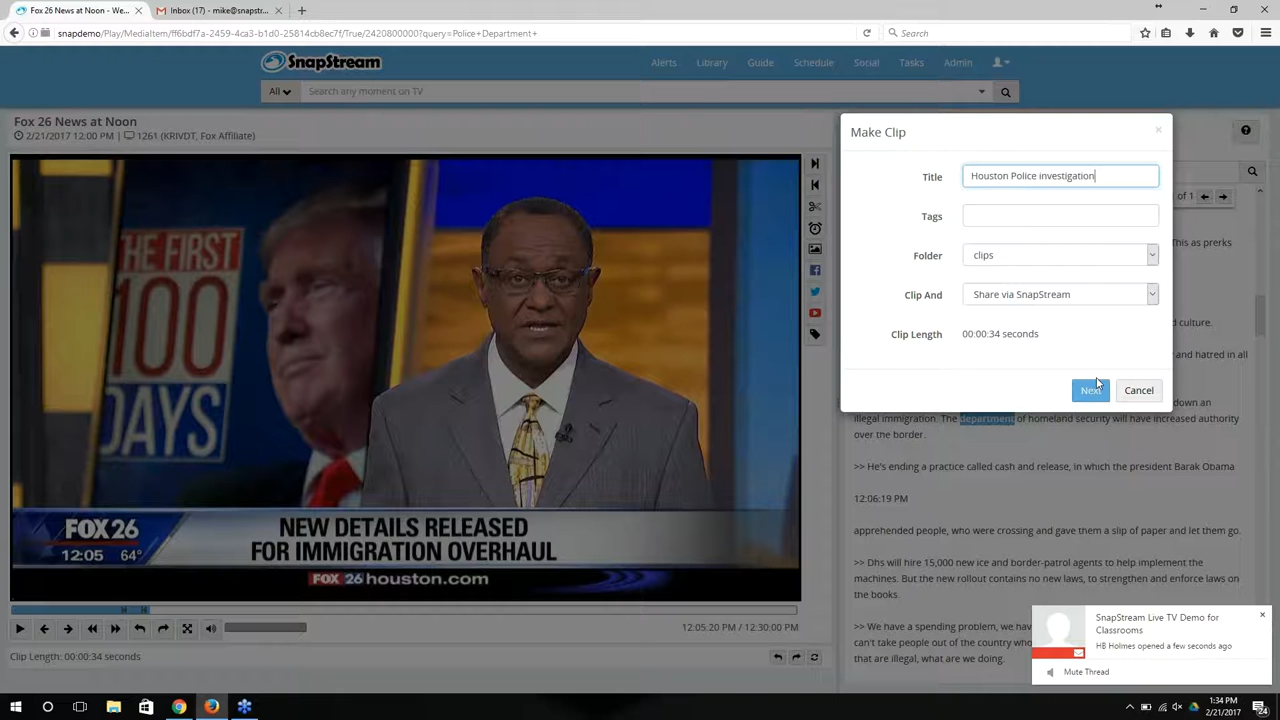 Fox 26 News at Noon - We...
Inbox (17) - mike@snapstr...
snapdemo/Play/MediaItem/ff6bdf7a-2459-4ca3-b1d0-25814cb8ec7f/True/2420800000?query=Police+Department+
Search
SnapStream
Alerts Library Guide Schedule Social Tasks Admin
All
Search any moment on TV
Fox 26 News at Noon
2/21/2017 12:00 PM | 1261 (KRIVDT, Fox Affiliate)
THE FIRST
100
DAYS
FOX 26
12:05 64°
NEW DETAILS RELEASED
FOR IMMIGRATION OVERHAUL
FOX 26 houston.com
12:05.20 PM / 12:30:00 PM
Clip Length: 00:00:34 seconds
Make Clip
Title
Houston Police investigation
Tags
Folder
clips
Clip And
Share via SnapStream
Clip Length
00:00:34 seconds
Next
Cancel
of 1
This as prerks
d culture.
and hatred in all
down an
illegal immigration. The department of homeland security will have increased authority
over the border.
>> He's ending a practice called cash and release, in which the president Barak Obama
12:06:19 PM
apprehended people, who were crossing and gave them a slip of paper and let them go.
>> Dhs will hire 15,000 new ice and border-patrol agents to help implement the
machines. But the new rollout contains no new laws, to strengthen and enforce laws on
the books.
>> We have a spending problem, we hav
can't take people out of the country who
that are illegal, what are we doing.
SnapStream Live TV Demo for
Classrooms
HB Holmes opened a few seconds ago
Mute Thread
1:34 PM
2/21/2017
24